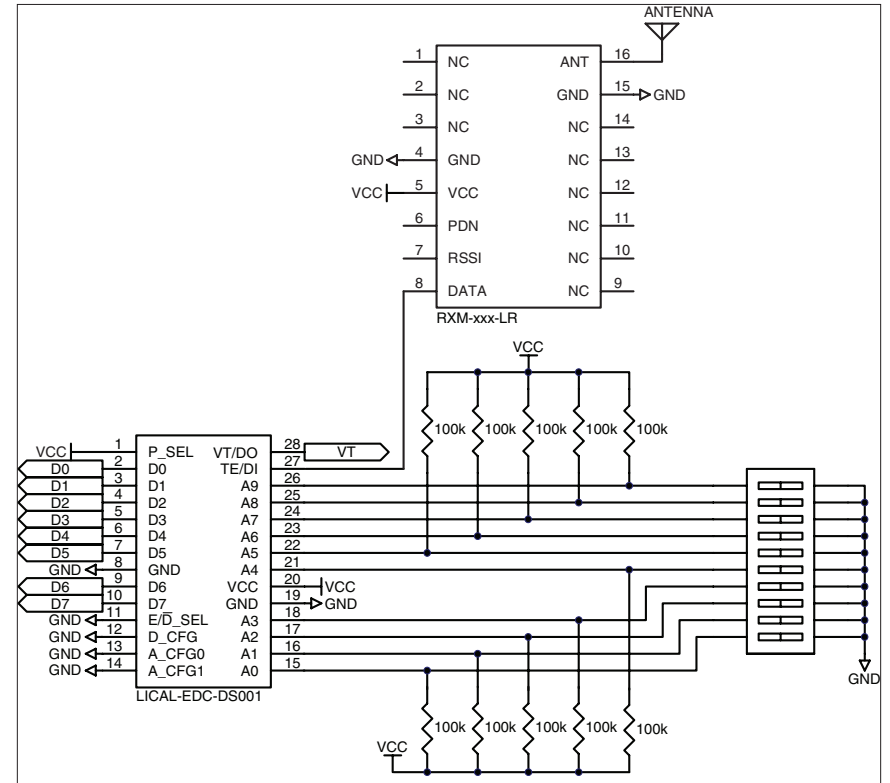 ANTENNA
1 NC ANT 16
2 NC GND 15 GND
3 NC NC 14
GND 4 GND NC 13
VCC 5 VCC NC 12
6 PDN NC 11
7 RSSI NC 10
8 DATA NC 9
RXM-xxx-LR
VCC
100k 100k 100k 100k 100k
VCC 1 P_SEL VT/DO 28 VT
D0 2 D0 TE/DI 27
D1 3 D1 A9 26
D2 4 D2 A8 25
D3 5 D3 A7 24
D4 6 D4 A6 23
D5 7 D5 A5 22
GND 8 GND A4 21
D6 9 D6 VCC 20 VCC
D7 10 D7 GND 19 GND
GND 11 E/D̅_SEL A3 18
GND 12 D_CFG A2 17
GND 13 A_CFG0 A1 16
GND 14 A_CFG1 A0 15
LICAL-EDC-DS001
GND
100k 100k 100k 100k 100k
VCC